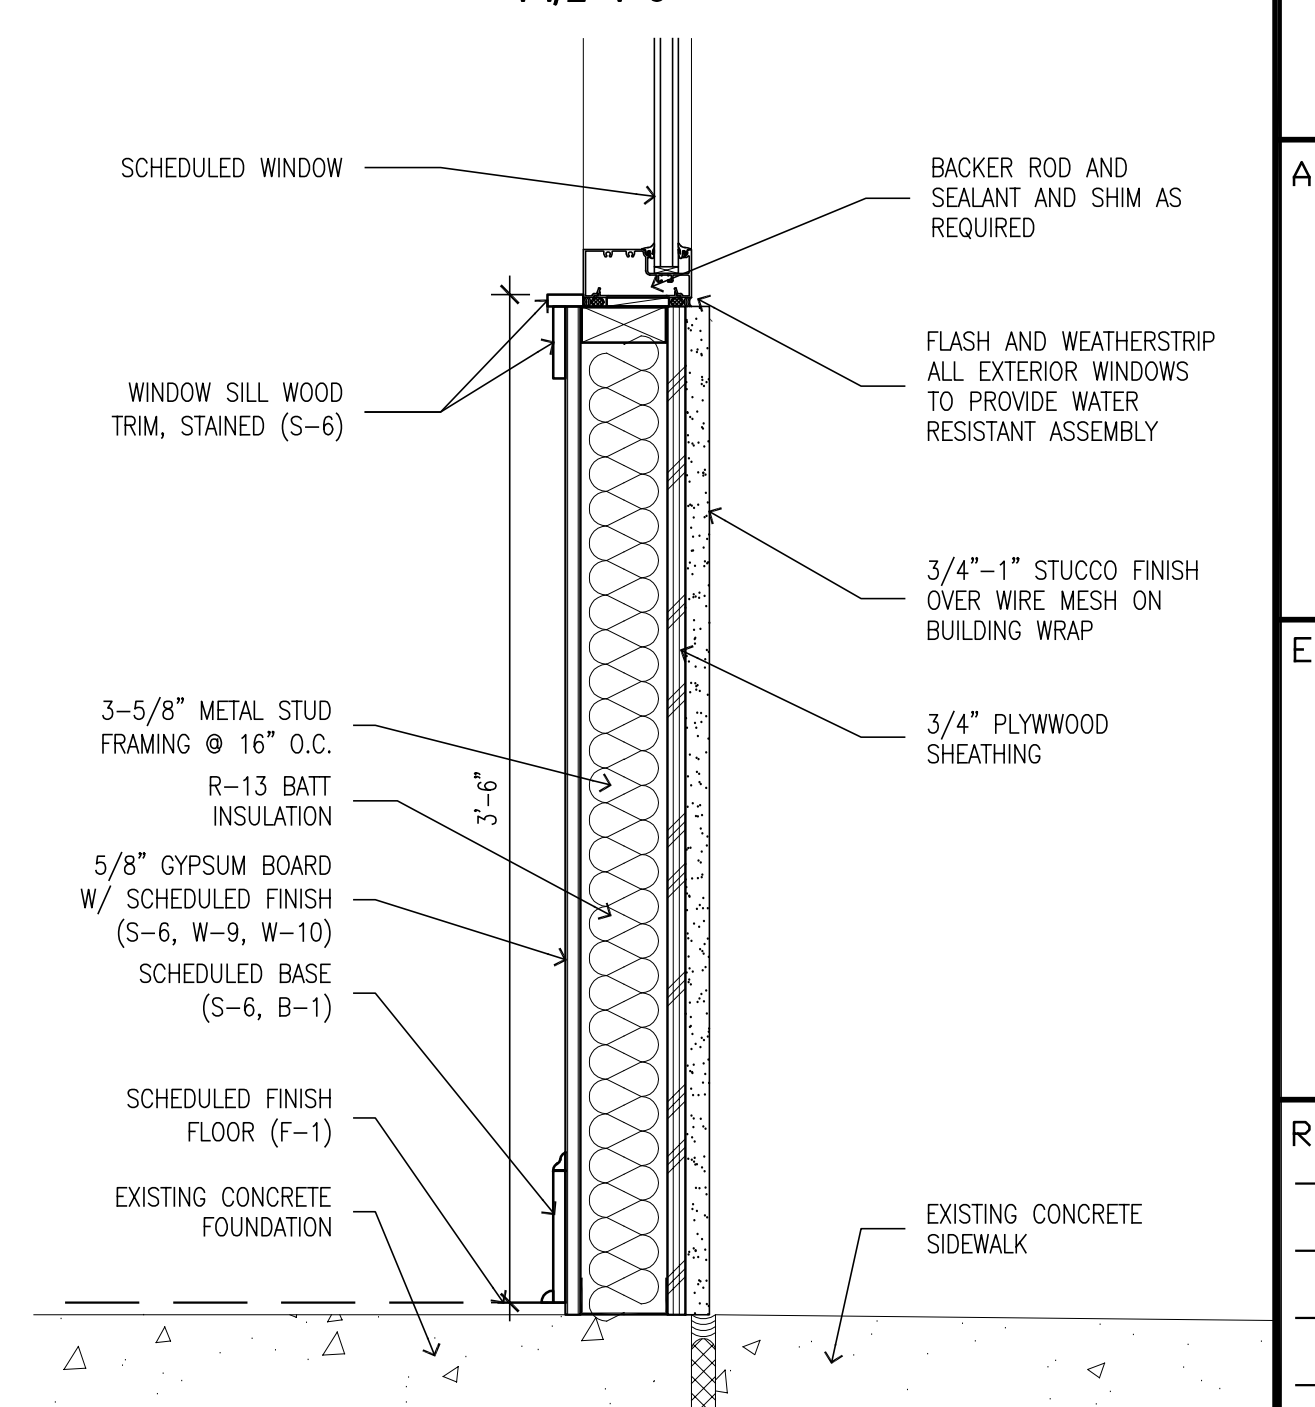 SCHEDULED WINDOW
BACKER ROD AND
SEALANT AND SHIM AS
REQUIRED
A
WINDOW SILL WOOD
TRIM, STAINED (S-6)
FLASH AND WEATHERSTRIP
ALL EXTERIOR WINDOWS
TO PROVIDE WATER
RESISTANT ASSEMBLY
3/4"-1" STUCCO FINISH
OVER WIRE MESH ON
BUILDING WRAP
E
3-5/8" METAL STUD
FRAMING @ 16" O.C.
3/4" PLYWWOOD
SHEATHING
R-13 BATT
INSULATION
3'-6"
5/8" GYPSUM BOARD
W/ SCHEDULED FINISH
(S-6, W-9, W-10)
SCHEDULED BASE
(S-6, B-1)
SCHEDULED FINISH
FLOOR (F-1)
R
EXISTING CONCRETE
FOUNDATION
EXISTING CONCRETE
SIDEWALK